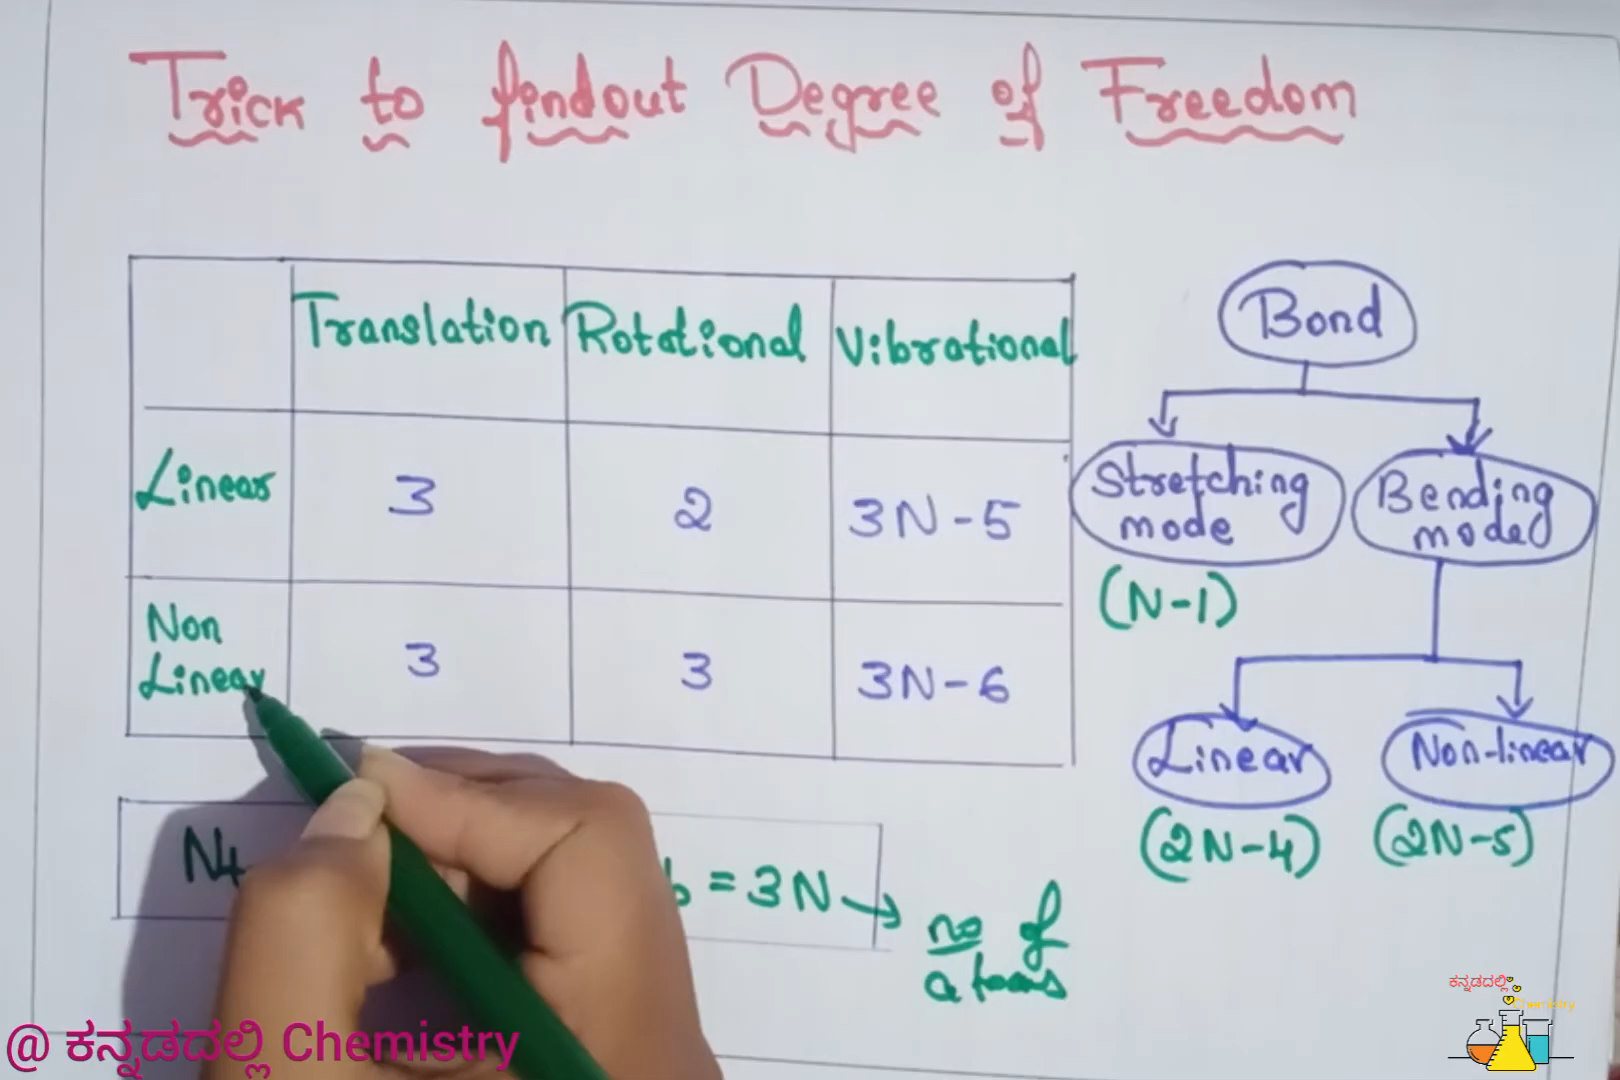 Trick to findout Degree of Freedom
Translation Rotational Vibrational
Linear 3 2 3N-5
Non
Linear 3 3 3N-6
Bond
Stretching
mode
(N-1)
Bending
mode
Linear
(2N-4)
Non-linear
(2N-5)
= 3N → no of
atoms
@ ಕನ್ನಡದಲ್ಲಿ Chemistry
ಕನ್ನಡದಲ್ಲಿ
Chemistry